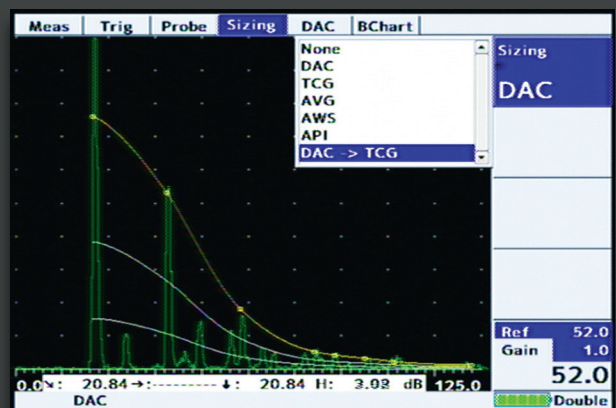 Meas Trig Probe Sizing DAC BChart
None
DAC
TCG
AVG
AWS
API
DAC -> TCG
Sizing
DAC
Ref 52.0
Gain 1.0
52.0
0.0 : 20.84 →:--------- ↓: 20.84 H: 3.98 dB 125.0
DAC Double